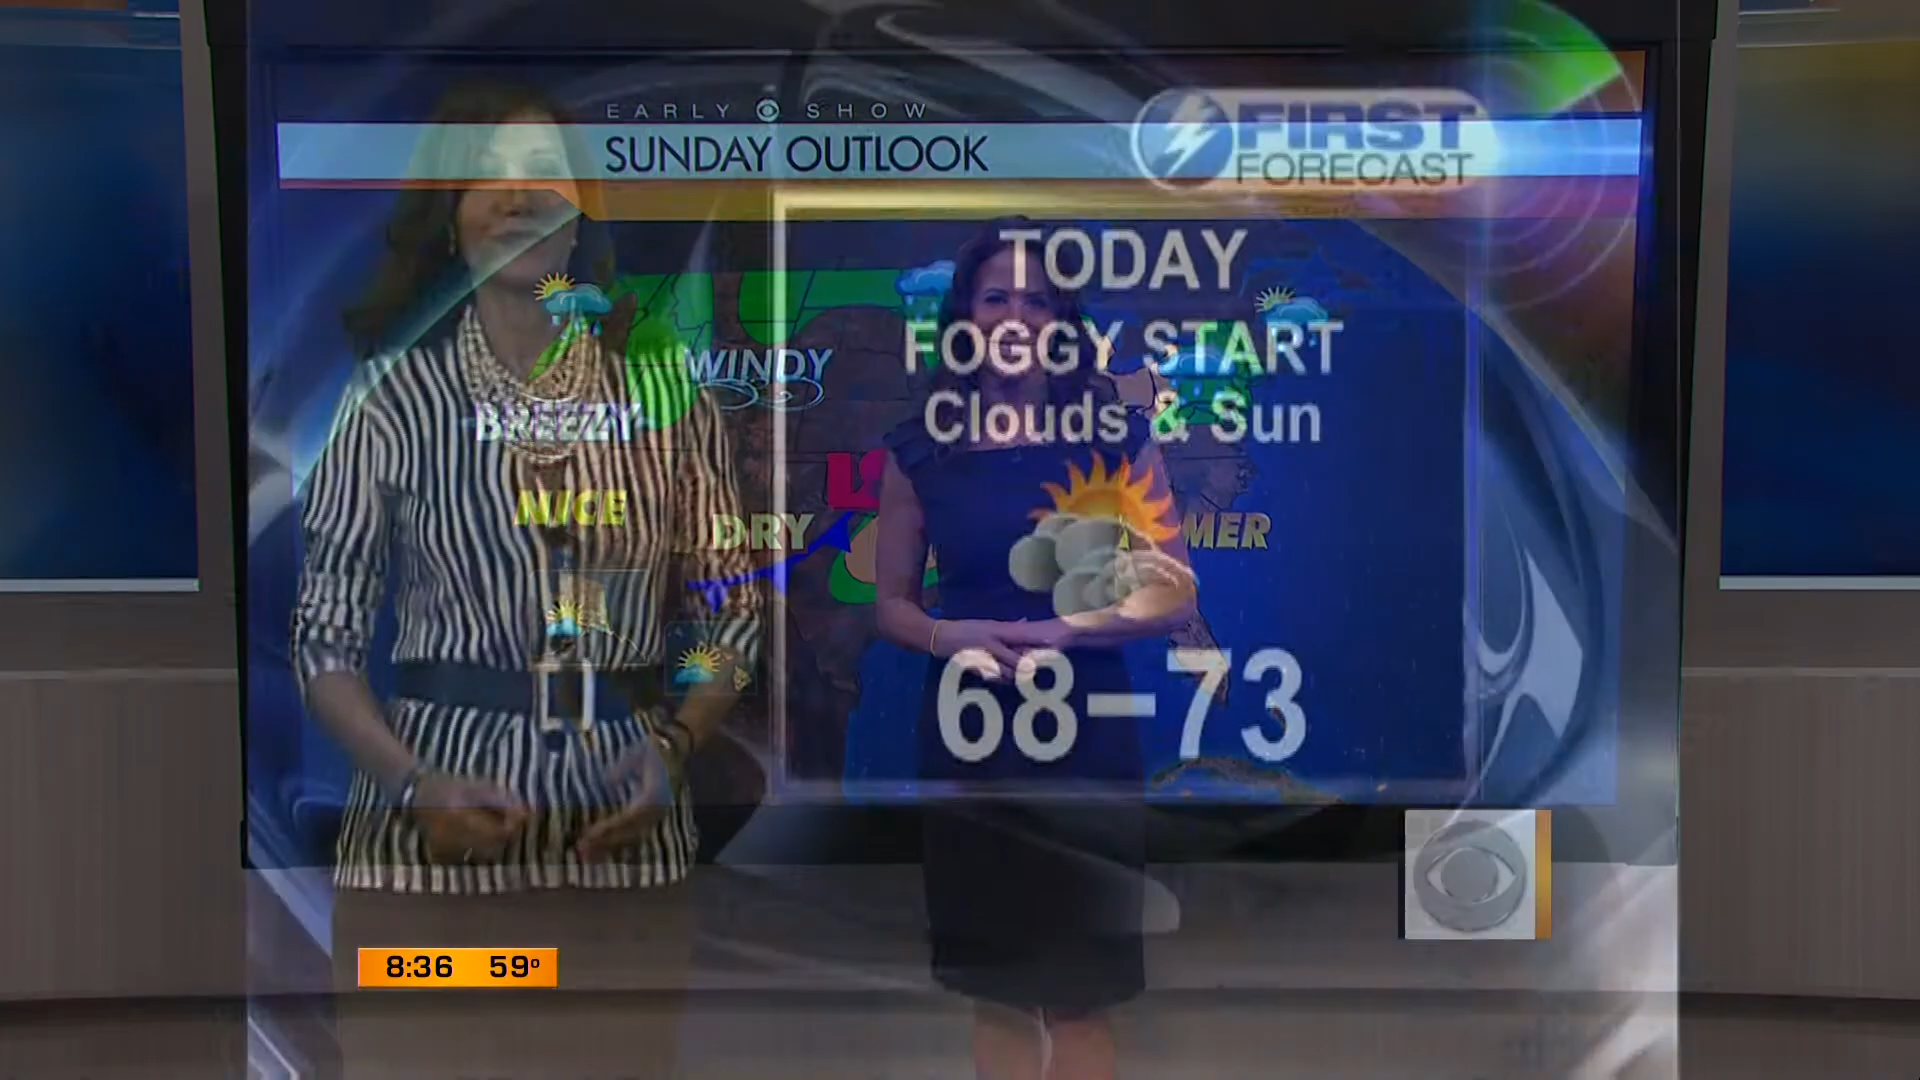 EARLY SHOW
SUNDAY OUTLOOK
FIRST
FORECAST
TODAY
FOGGY START
Clouds & Sun
68-73
WINDY
BREEZY
NICE
DRY
8:36 59°